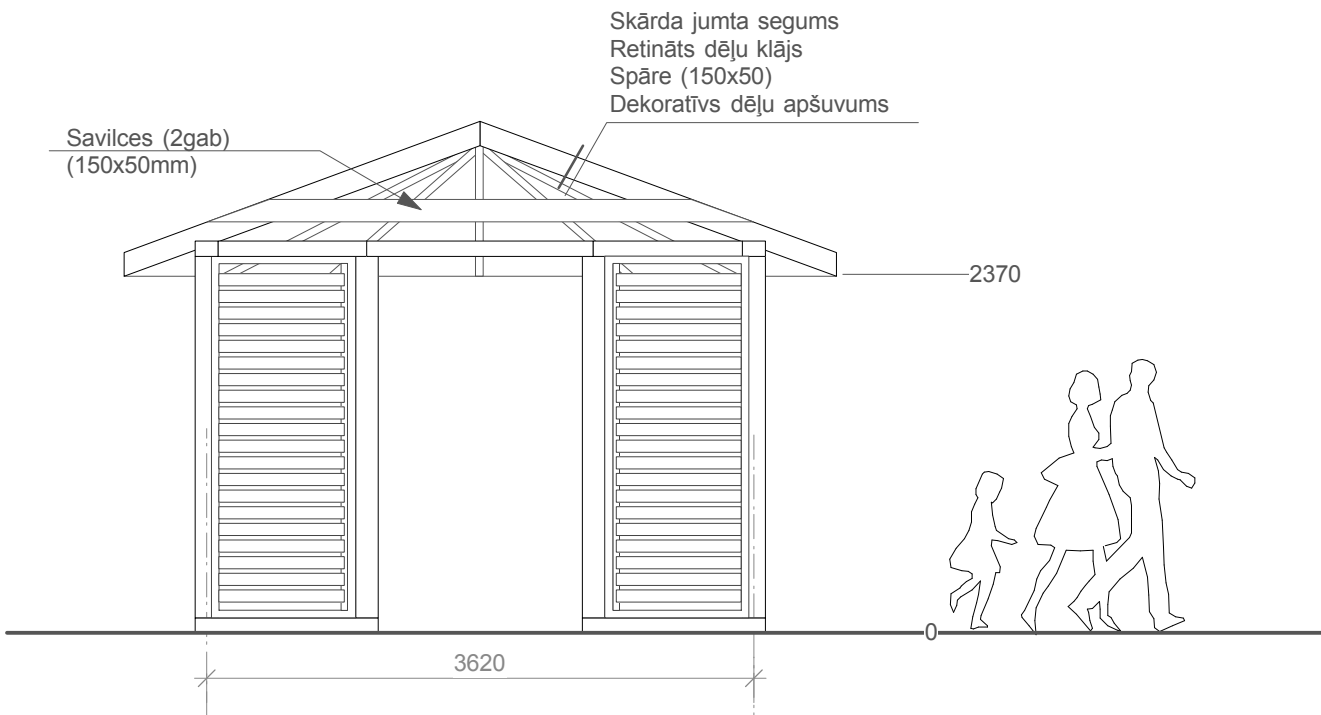 Skārda jumta segums
Retināts dēļu klājs
Spāre (150x50)
Dekoratīvs dēļu apšuvums
Savilces (2gab)
(150x50mm)
2370
0
3620